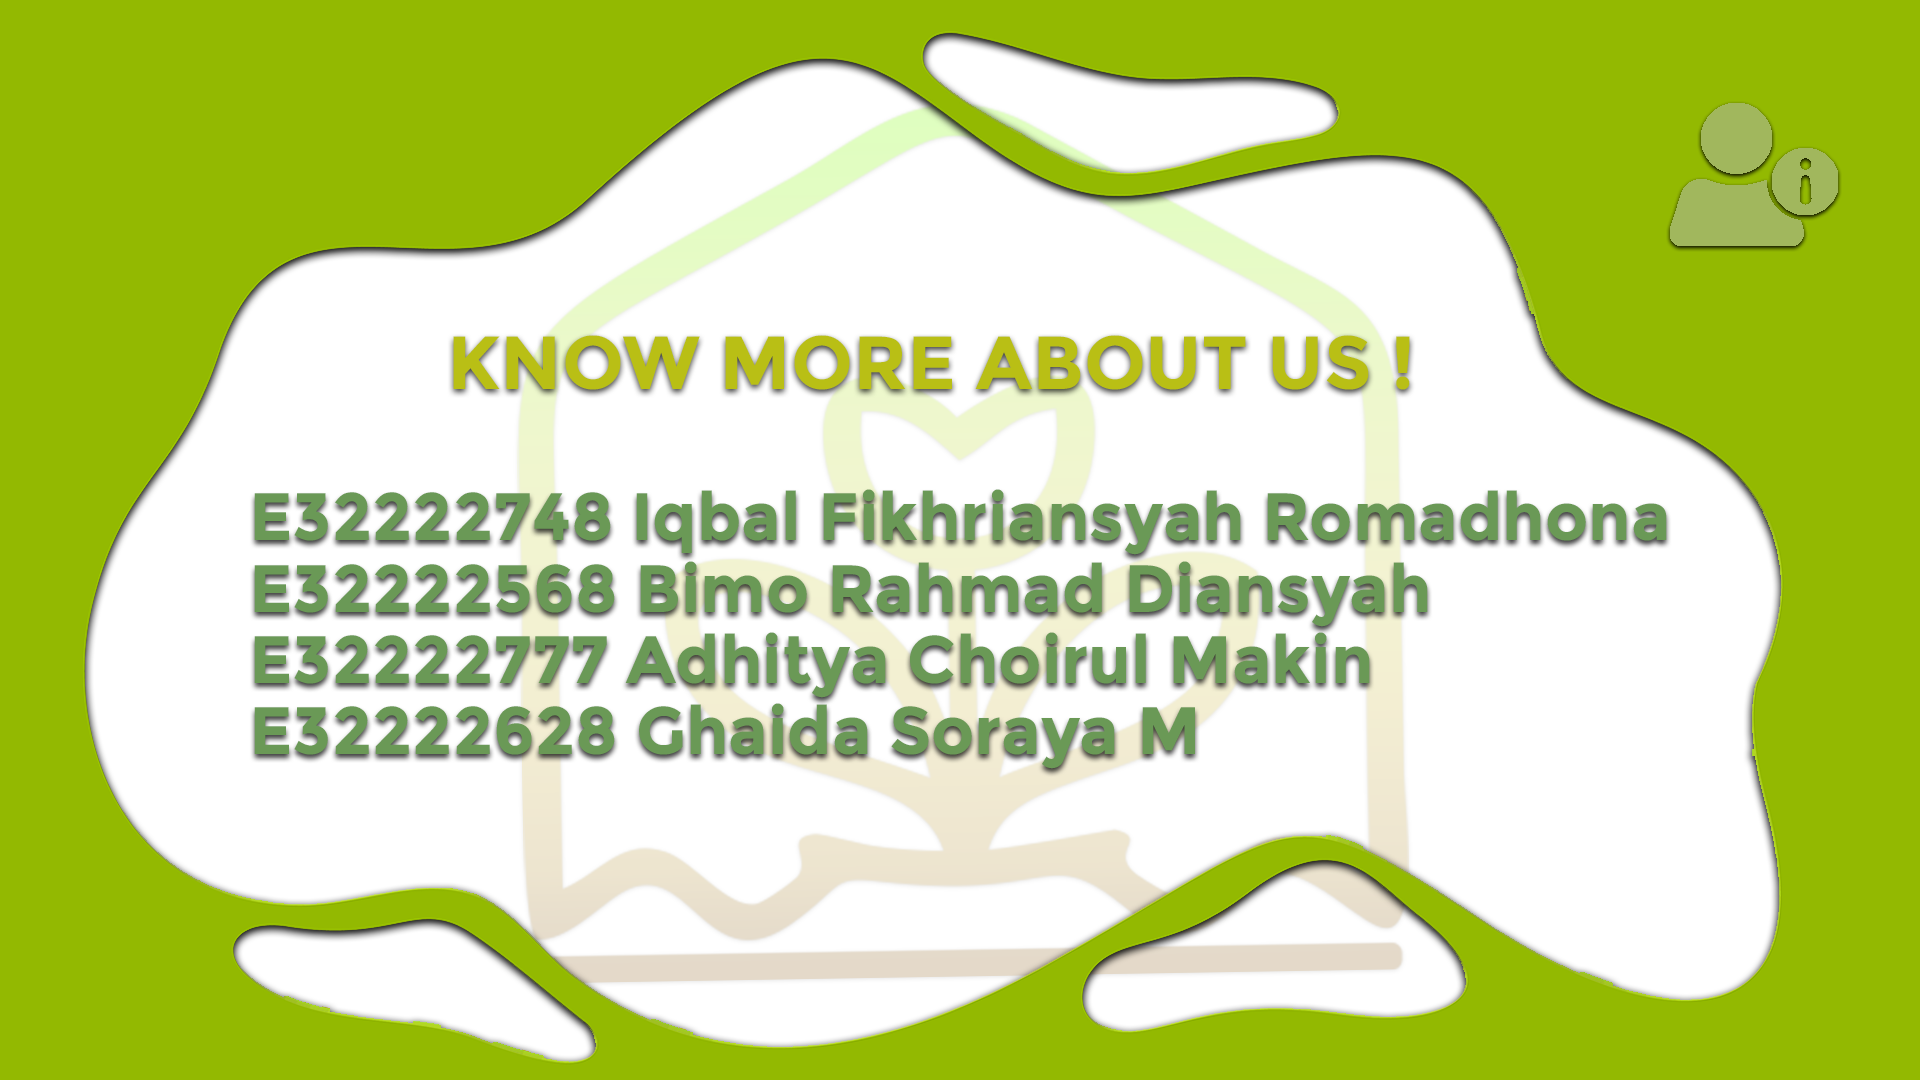 KNOW MORE ABOUT US !
E32222748 Iqbal Fikhriansyah Romadhona
E32222568 Bimo Rahmad Diansyah
E32222777 Adhitya Choirul Makin
E32222628 Ghaida Soraya M